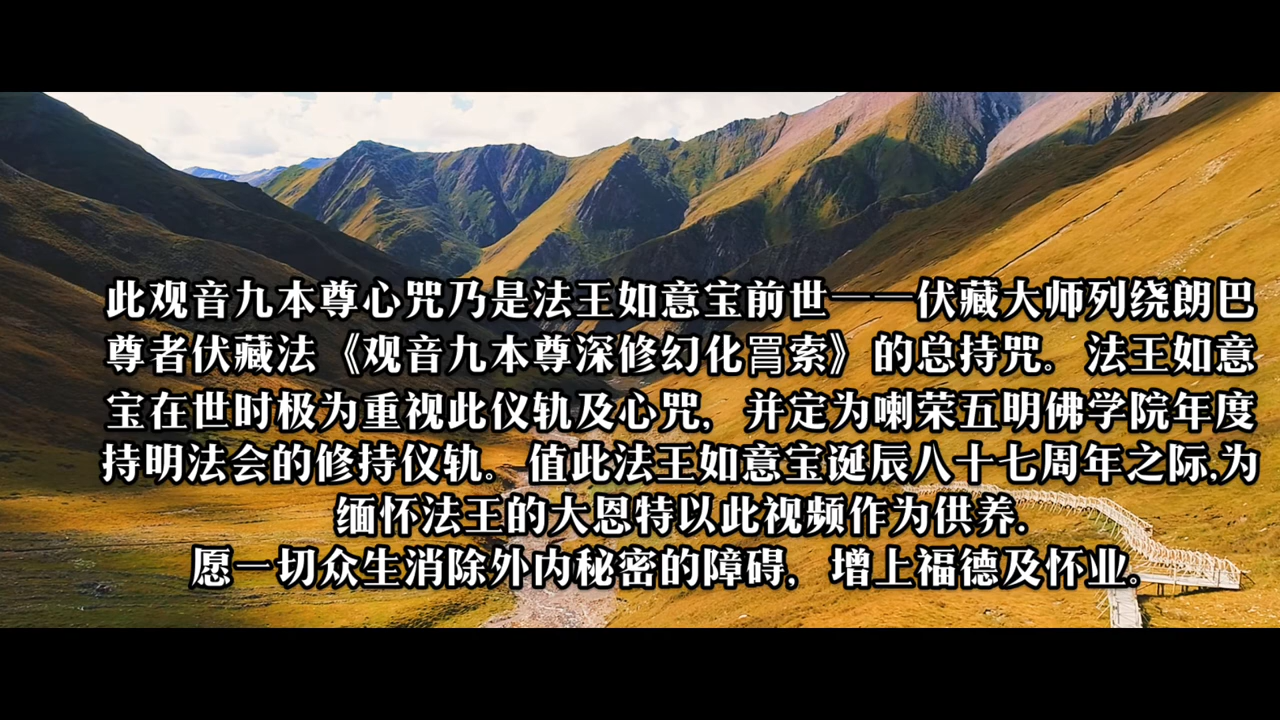 此观音九本尊心咒乃是法王如意宝前世——伏藏大师列绕朗巴
尊者伏藏法《观音九本尊深修幻化罥索》的总持咒。法王如意
宝在世时极为重视此仪轨及心咒，并定为喇荣五明佛学院年度
持明法会的修持仪轨。值此法王如意宝诞辰八十七周年之际,为
缅怀法王的大恩特以此视频作为供养.
愿一切众生消除外内秘密的障碍，增上福德及怀业。